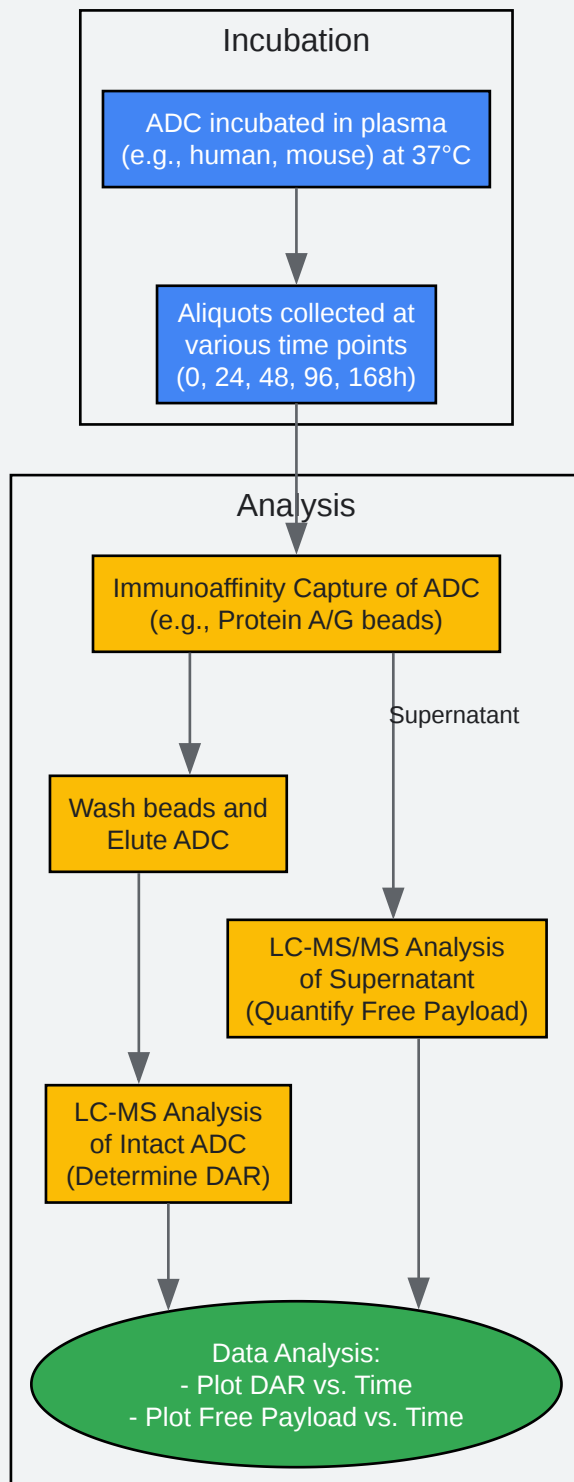 Incubation
ADC incubated in plasma
(e.g., human, mouse) at 37°C
Aliquots collected at
various time points
(0, 24, 48, 96, 168h)
Analysis
Immunoaffinity Capture of ADC
(e.g., Protein A/G beads)
Supernatant
Wash beads and
Elute ADC
LC-MS/MS Analysis
of Supernatant
(Quantify Free Payload)
LC-MS Analysis
of Intact ADC
(Determine DAR)
Data Analysis:
- Plot DAR vs. Time
- Plot Free Payload vs. Time